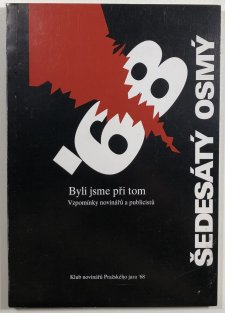 '68
ŠEDESÁTÝ OSMÝ
Byli jsme při tom
Vzpomínky novinářů a publicistů
Klub novinářů Pražského jara '68